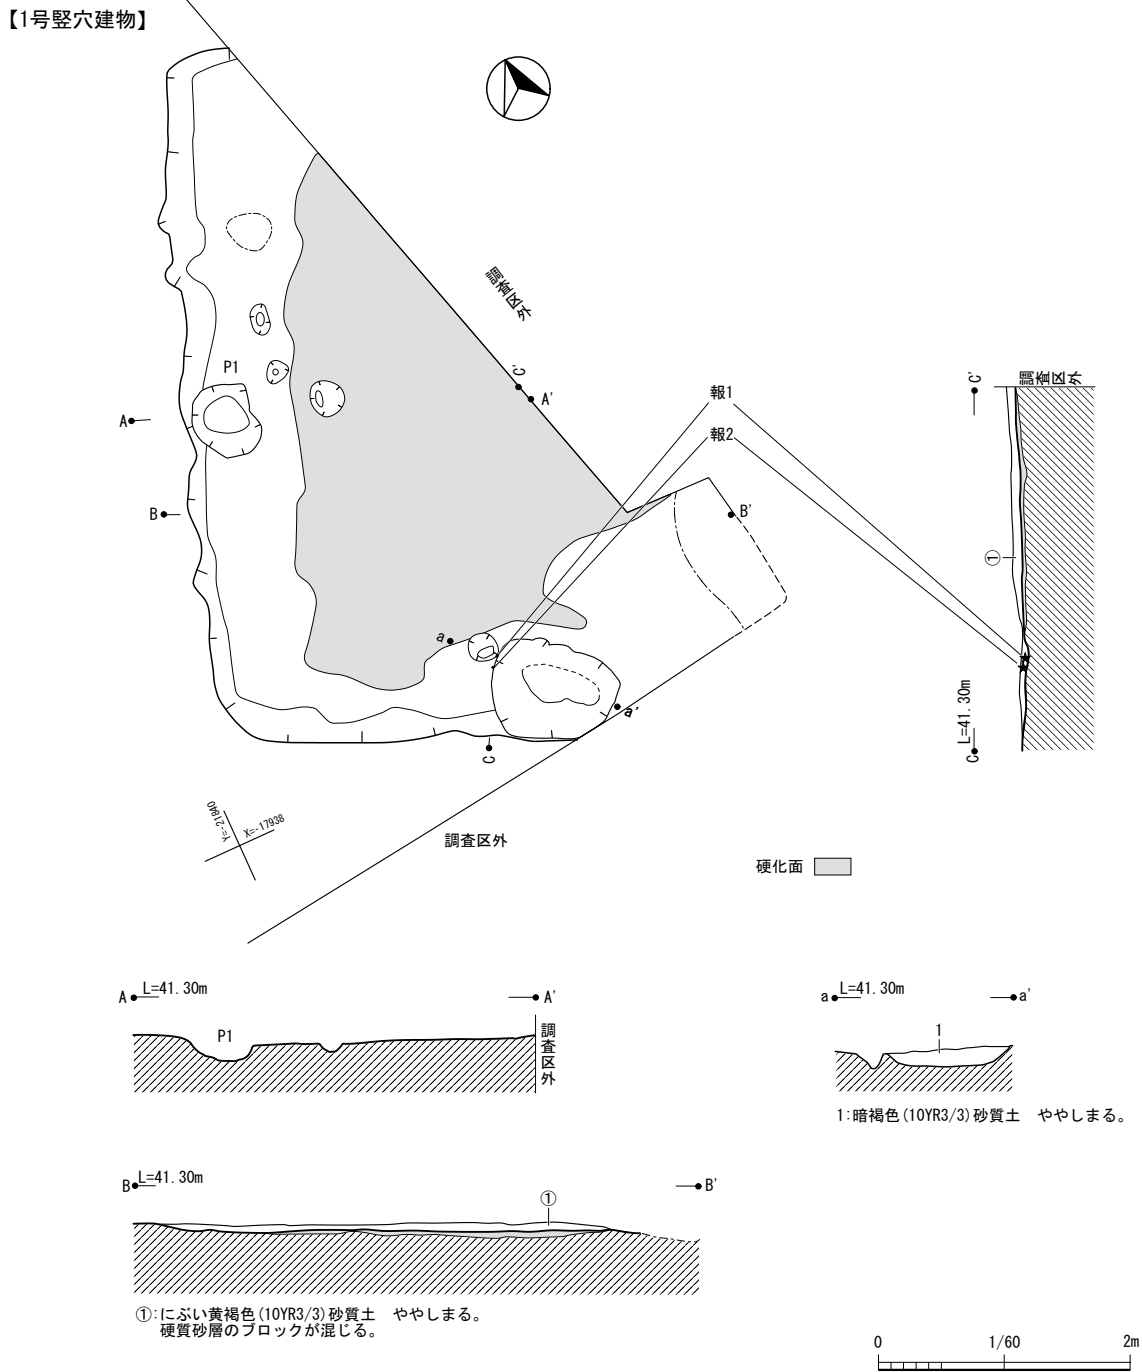 【1号竪穴建物】
調査区外
P1
C'
A'
A
報1
報2
C'
調査区外
B
B'
①
a
a'
C
L=41.30m
C
Y=-21840
X=-17938
調査区外
硬化面
A
L=41.30m
A'
P1
調査区外
a
L=41.30m
a'
1
1:暗褐色(10YR3/3)砂質土　ややしまる。
B
L=41.30m
B'
①
①:にぶい黄褐色(10YR3/3)砂質土　ややしまる。
硬質砂層のブロックが混じる。
0 1/60 2m